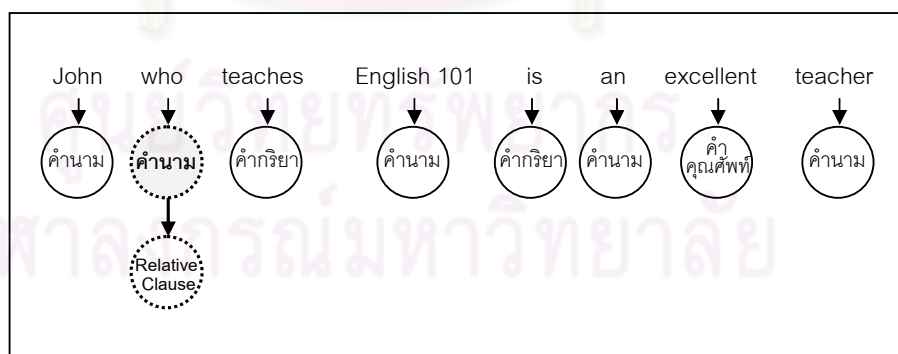 John who teaches English 101 is an excellent teacher
คำนาม คำนาม คำกริยา คำนาม คำกริยา คำนาม คำ คำนาม
คุณศัพท์
Relative
Clause
ศูนย์วิทยทรัพยากร
จุฬาลงกรณ์มหาวิทยาลัย